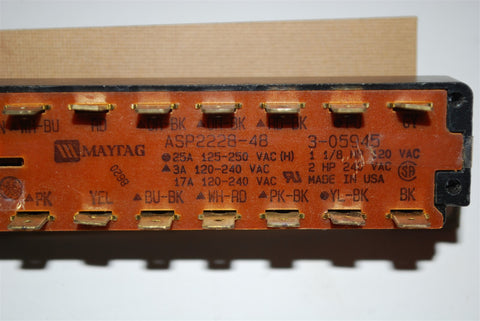 WH-BU RD BK BK
MAYTAG ASP2228-48 3-05945
●25A 125-250 VAC (H) 1 1/8 120 VAC
▲3A 120-240 VAC 2 HP 240 VAC
17A 120-240 VAC MADE IN USA
8820
▲PK YEL ▲BU-BK ▲WH-RD ▲PK-BK ●YL-BK BK